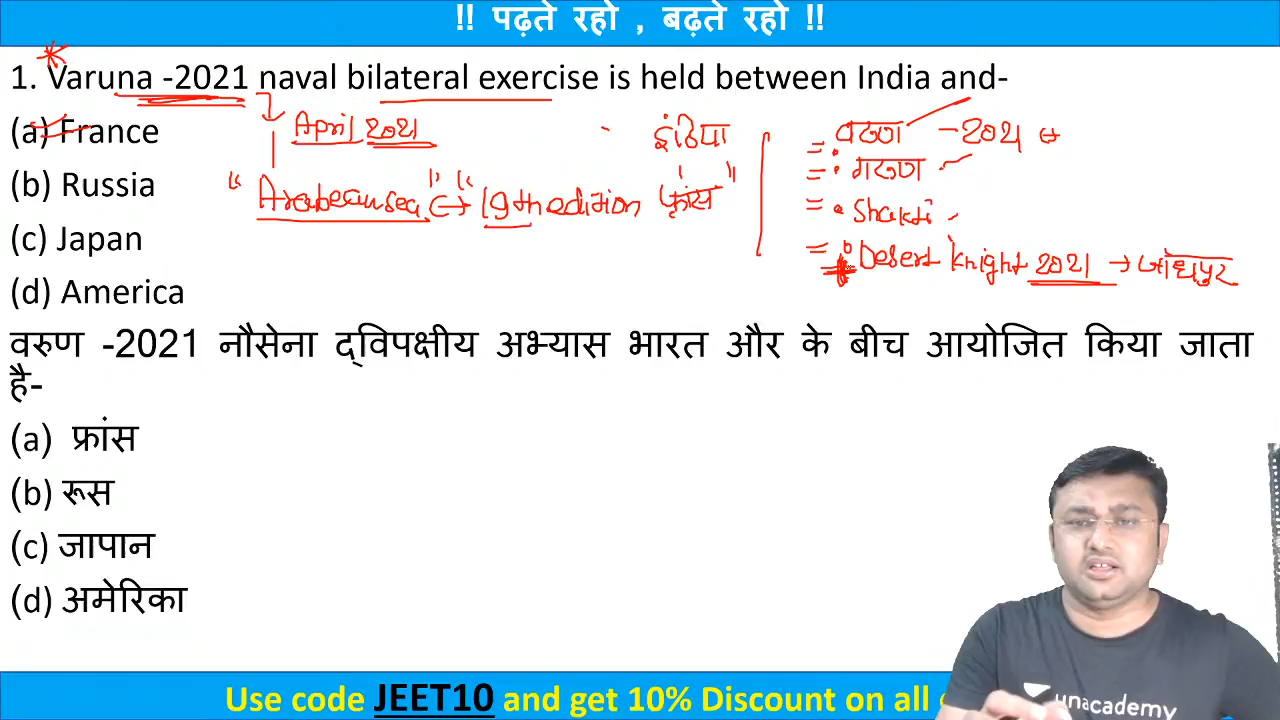 !! पढ़ते रहो , बढ़ते रहो !!
1. Varuna -2021 naval bilateral exercise is held between India and-
(a) France
April 2021
इंडिया
वरुण -2021
(b) Russia
"Arabeansea" "19th edition फ्रांस"
गरुण
Shakti
(c) Japan
Desert Knight 2021 → जोधपुर
(d) America
वरुण -2021 नौसेना द्विपक्षीय अभ्यास भारत और के बीच आयोजित किया जाता
है-
(a) फ्रांस
(b) रूस
(c) जापान
(d) अमेरिका
unacademy
Use code JEET10 and get 10% Discount on all